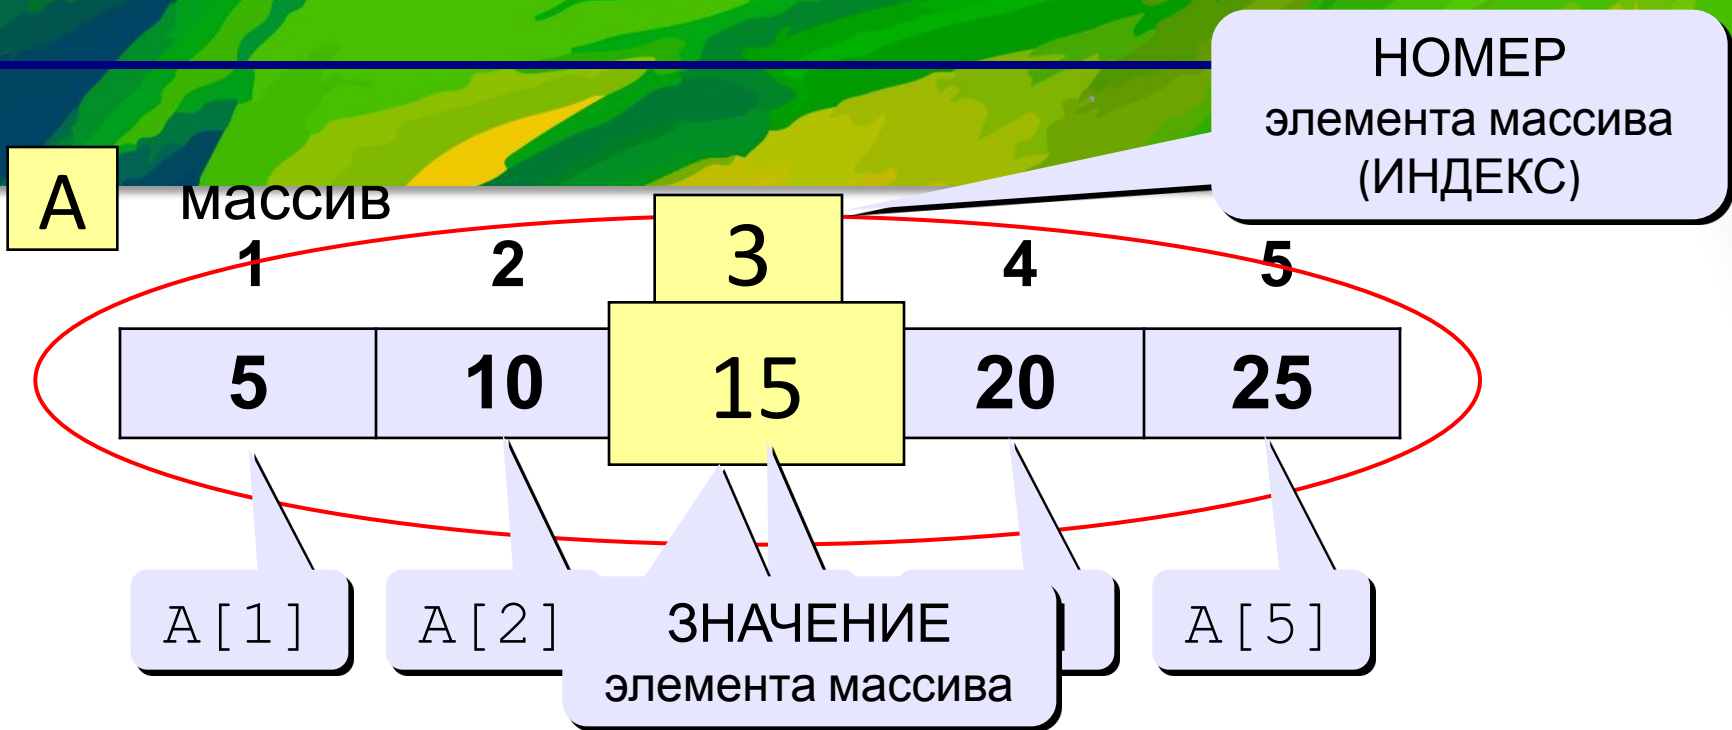 НОМЕР
элемента массива
(ИНДЕКС)
A массив
1 2 3 4 5
5 10 15 20 25
A[1] A[2] A[5]
ЗНАЧЕНИЕ
элемента массива